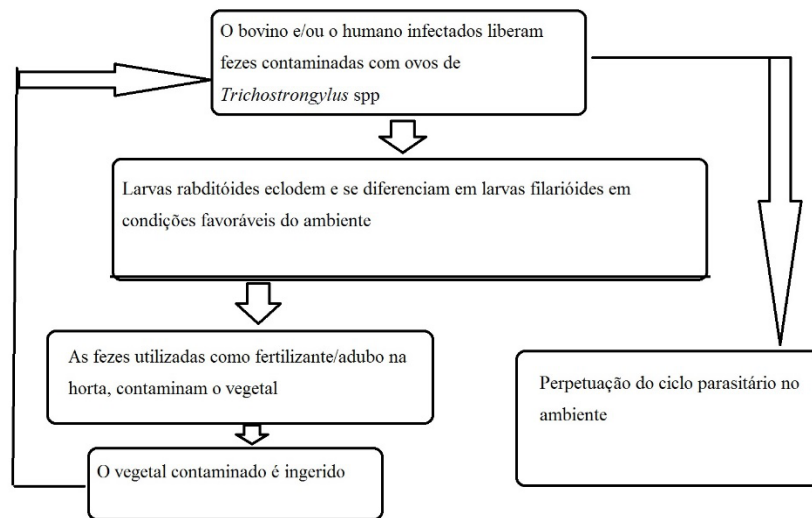 O bovino e/ou o humano infectados liberam
fezes contaminadas com ovos de
Trichostrongylus spp
Larvas rabditóides eclodem e se diferenciam em larvas filarióides em
condições favoráveis do ambiente
As fezes utilizadas como fertilizante/adubo na
horta, contaminam o vegetal
O vegetal contaminado é ingerido
Perpetuação do ciclo parasitário no
ambiente